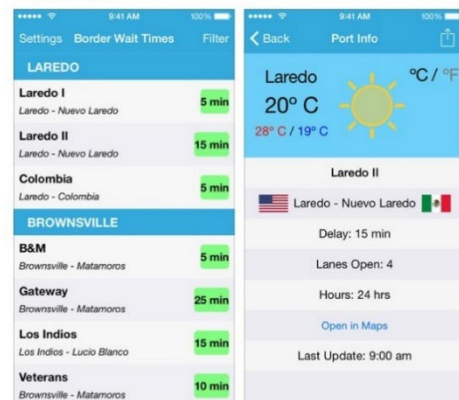 9:41 AM
100%
Settings
Border Wait Times
Filter
LAREDO
Laredo I
5 min
Laredo - Nuevo Laredo
Laredo II
15 min
Laredo - Nuevo Laredo
Colombia
5 min
Laredo - Colombia
BROWNSVILLE
B&M
5 min
Brownsville - Matamoros
Gateway
25 min
Brownsville - Matamoros
Los Indios
15 min
Los Indios - Lucio Blanco
Veterans
10 min
Brownsville - Matamoros
9:41 AM
100%
Back
Port Info
Laredo
ºC / ºF
20º C
28º C / 19º C
Laredo II
Laredo - Nuevo Laredo
Delay: 15 min
Lanes Open: 4
Hours: 24 hrs
Open in Maps
Last Update: 9:00 am